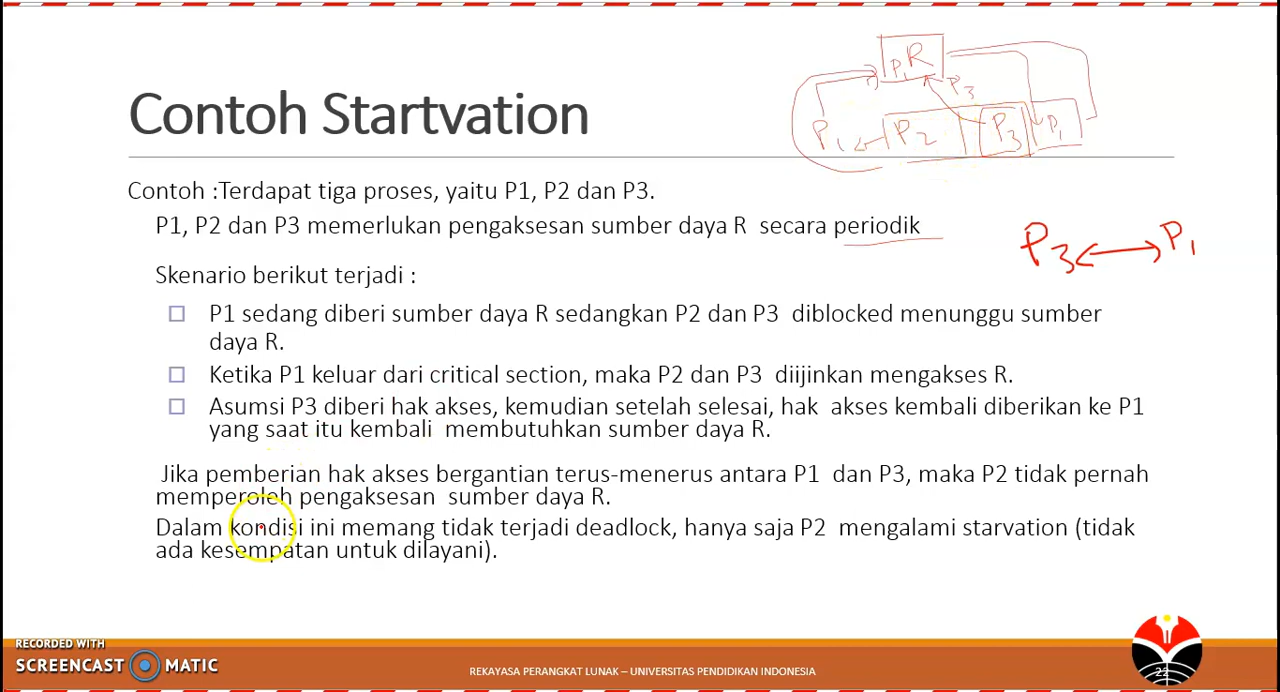 P1 R
P3
P1 P2 P3 P1
Contoh Startvation
Contoh :Terdapat tiga proses, yaitu P1, P2 dan P3.
P1, P2 dan P3 memerlukan pengaksesan sumber daya R secara periodik
P3 P1
Skenario berikut terjadi :
P1 sedang diberi sumber daya R sedangkan P2 dan P3 diblocked menunggu sumber
daya R.
Ketika P1 keluar dari critical section, maka P2 dan P3 diijinkan mengakses R.
Asumsi P3 diberi hak akses, kemudian setelah selesai, hak akses kembali diberikan ke P1
yang saat itu kembali membutuhkan sumber daya R.
Jika pemberian hak akses bergantian terus-menerus antara P1 dan P3, maka P2 tidak pernah
memperoleh pengaksesan sumber daya R.
Dalam kondisi ini memang tidak terjadi deadlock, hanya saja P2 mengalami starvation (tidak
ada kesempatan untuk dilayani).
RECORDED WITH
SCREENCAST MATIC
REKAYASA PERANGKAT LUNAK – UNIVERSITAS PENDIDIKAN INDONESIA
22